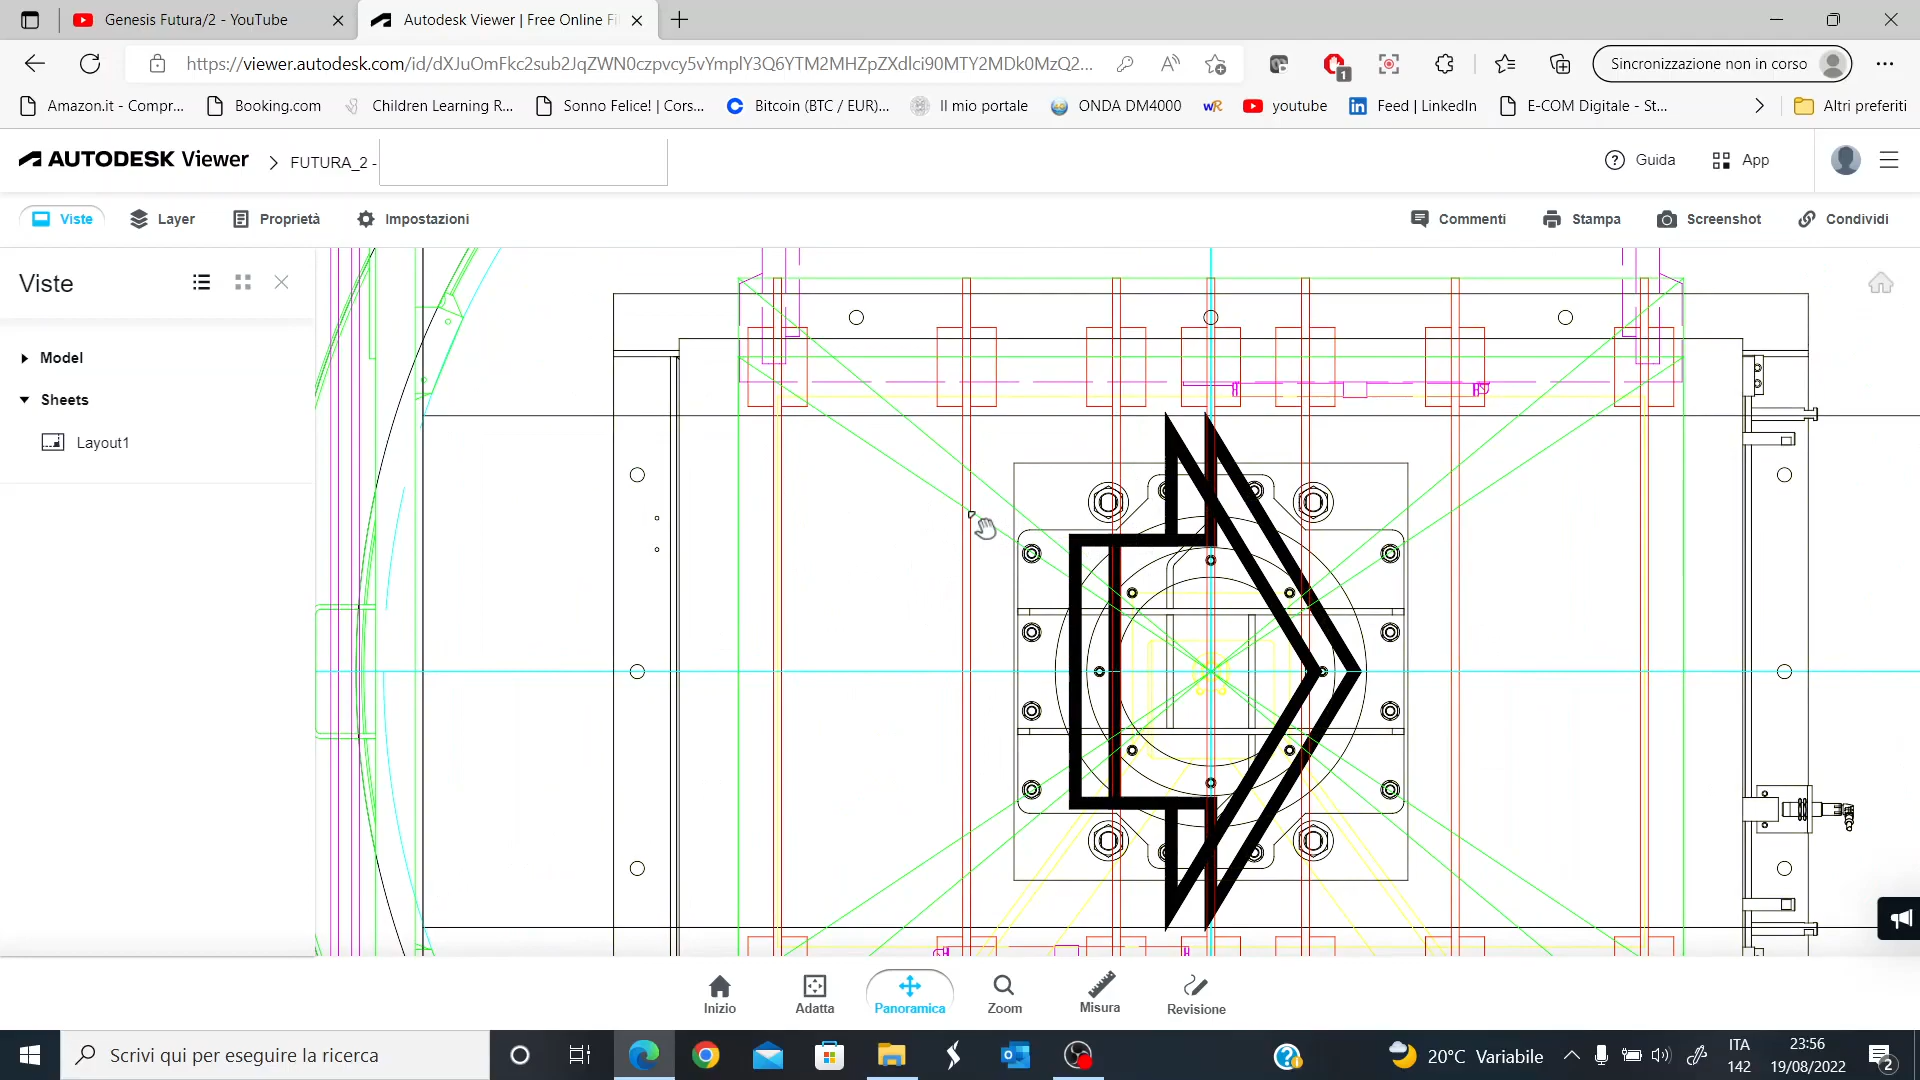 Genesis Futura/2 - YouTube
Autodesk Viewer | Free Online Fi
https://viewer.autodesk.com/id/dXJuOmFkc2sub2JqZWN0czpvcy5vYmplY3Q6YTM2MHZpZXdlci90MTY2MDk0MzQ2...
1
Sincronizzazione non in corso
Amazon.it - Compr...
Booking.com
Children Learning R...
Sonno Felice! | Cors...
Bitcoin (BTC / EUR)...
Il mio portale
ONDA DM4000
wR
youtube
Feed | LinkedIn
E-COM Digitale - St...
Altri preferiti
AUTODESK Viewer
FUTURA_2 -
Guida
App
Viste
Layer
Proprietà
Impostazioni
Commenti
Stampa
Screenshot
Condividi
Viste
Model
Sheets
Layout1
Inizio
Adatta
Panoramica
Zoom
Misura
Revisione
Scrivi qui per eseguire la ricerca
20°C Variabile
ITA
142
23:56
19/08/2022
2